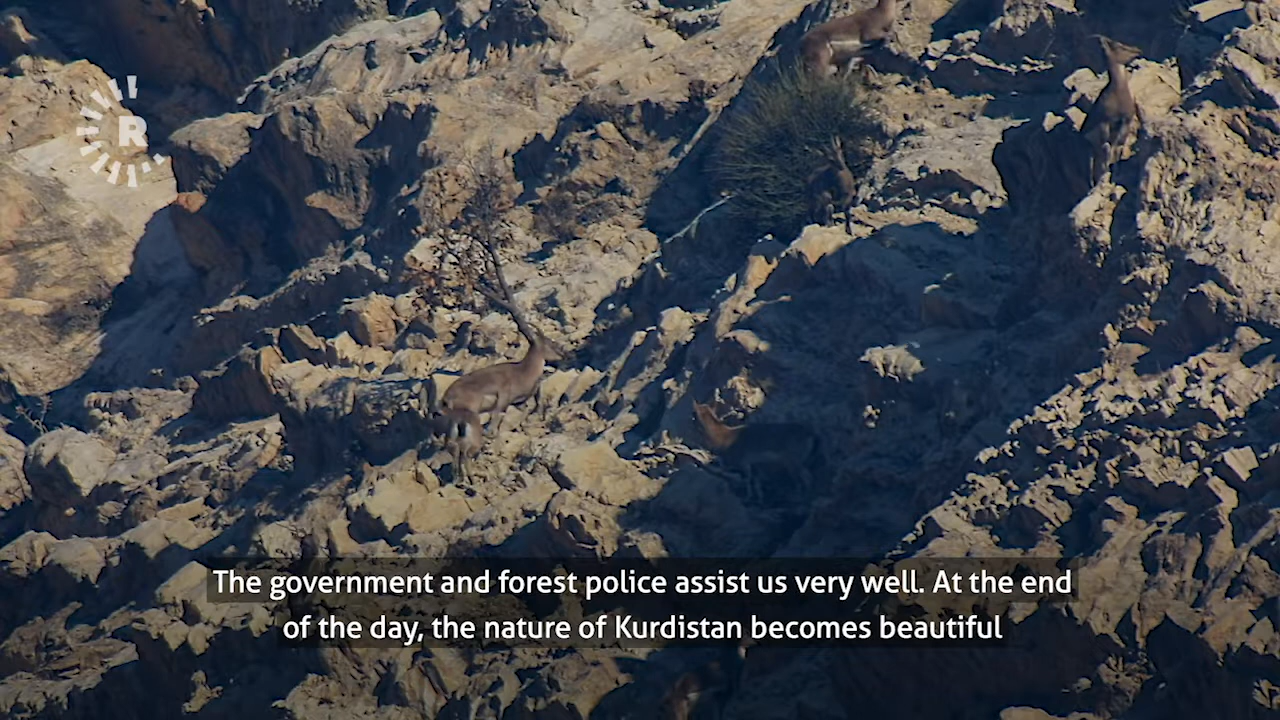 R
The government and forest police assist us very well. At the end
of the day, the nature of Kurdistan becomes beautiful